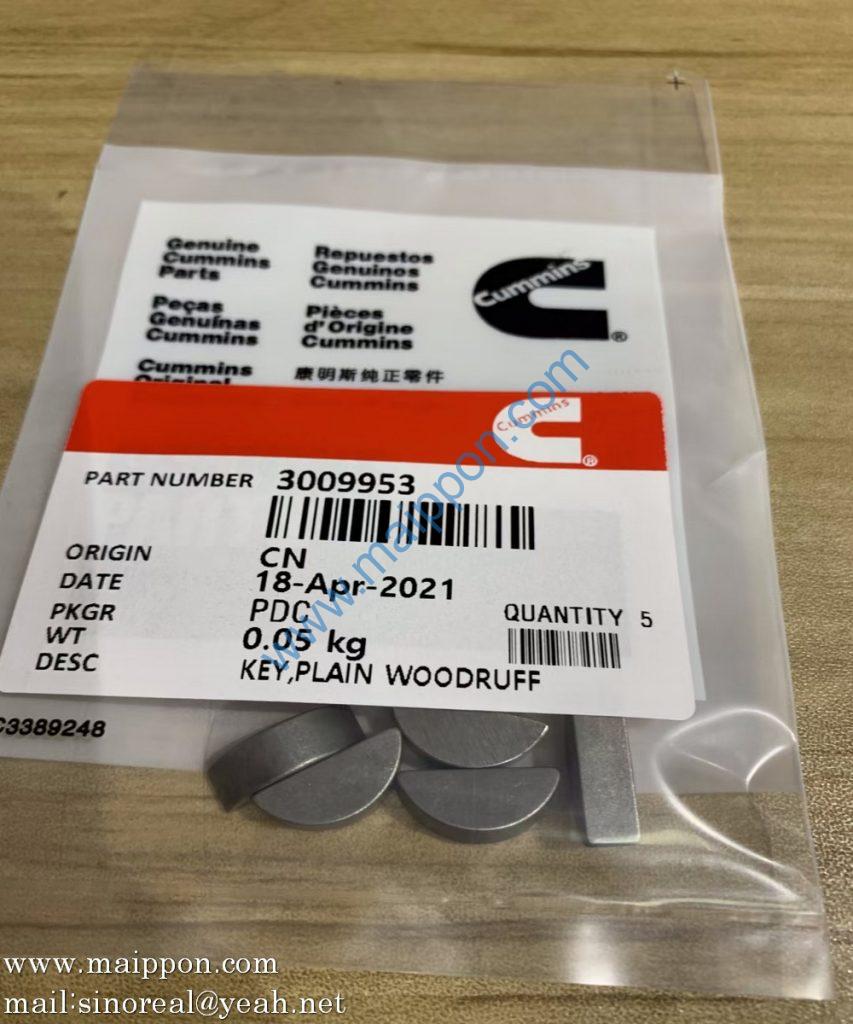 Genuine
Cummins
Parts
Repuestos
Genuinos
Cummins
Cummins
®
Peças
Genuínas
Cummins
Pièces
d'Origine
Cummins
Cummins
Original
康明斯纯正零件
Cummins
®
PART NUMBER 3009953
ORIGIN CN
DATE 18-Apr-2021
PKGR PDC
QUANTITY 5
WT 0.05 kg
DESC KEY,PLAIN WOODRUFF
C3389248
www.maippon.com
www.maippon.com
mail:sinoreal@yeah.net